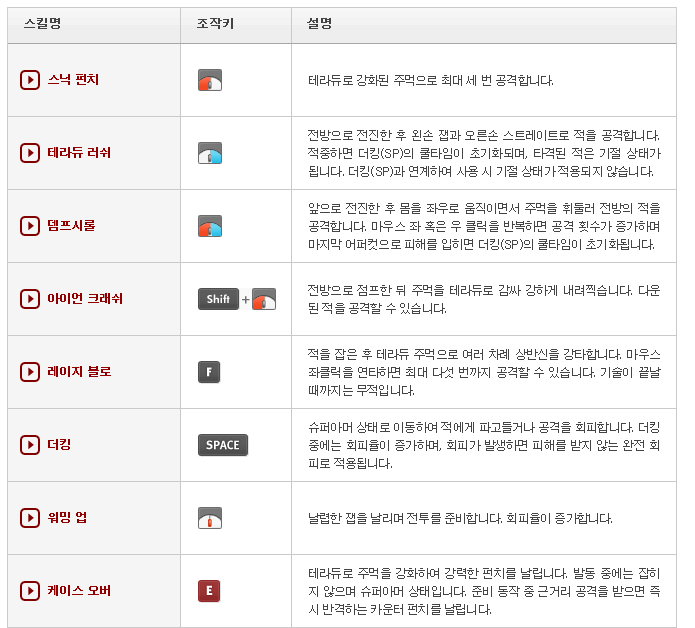 스킬명 조작키 설명
스닉 펀치
테라듀로 강화된 주먹으로 최대 세 번 공격합니다.
테라듀 러쉬
전방으로 전진한 후 왼손 잽과 오른손 스트레이트로 적을 공격합니다.
적중하면 더킹(SP)의 쿨타임이 초기화되며, 타격된 적은 기절 상태가
됩니다. 더킹(SP)과 연계하여 사용 시 기절 상태가 적용되지 않습니다.
뎀프시롤
앞으로 전진한 후 몸을 좌우로 움직이면서 주먹을 휘둘러 전방의 적을
공격합니다. 마우스 좌 혹은 우 클릭을 반복하면 공격 횟수가 증가하며
마지막 어퍼컷으로 피해를 입히면 더킹(SP)의 쿨타임이 초기화됩니다.
아이언 크래쉬
Shift +
전방으로 점프한 뒤 주먹을 테라듀로 감싸 강하게 내려찍습니다. 다운
된 적을 공격할 수 있습니다.
레이지 블로
F
적을 잡은 후 테라듀 주먹으로 여러 차례 상반신을 강타합니다. 마우스
좌클릭을 연타하면 최대 다섯 번까지 공격할 수 있습니다. 기술이 끝날
때까지는 무적입니다.
더킹
SPACE
슈퍼아머 상태로 이동하여 적에게 파고들거나 공격을 회피합니다. 더킹
중에는 회피율이 증가하며, 회피가 발생하면 피해를 받지 않는 완전 회
피로 적용됩니다.
워밍 업
날렵한 잽을 날리며 전투를 준비합니다. 회피율이 증가합니다.
케이스 오버
E
테라듀로 주먹을 강화하여 강력한 펀치를 날립니다. 발동 중에는 잡히
지 않으며 슈퍼아머 상태입니다. 준비 동작 중 근거리 공격을 받으면 즉
시 반격하는 카운터 펀치를 날립니다.